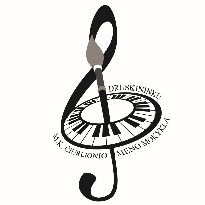 DRUSKININKŲ
M.K. ČIURLIONIO MENO MOKYKLA